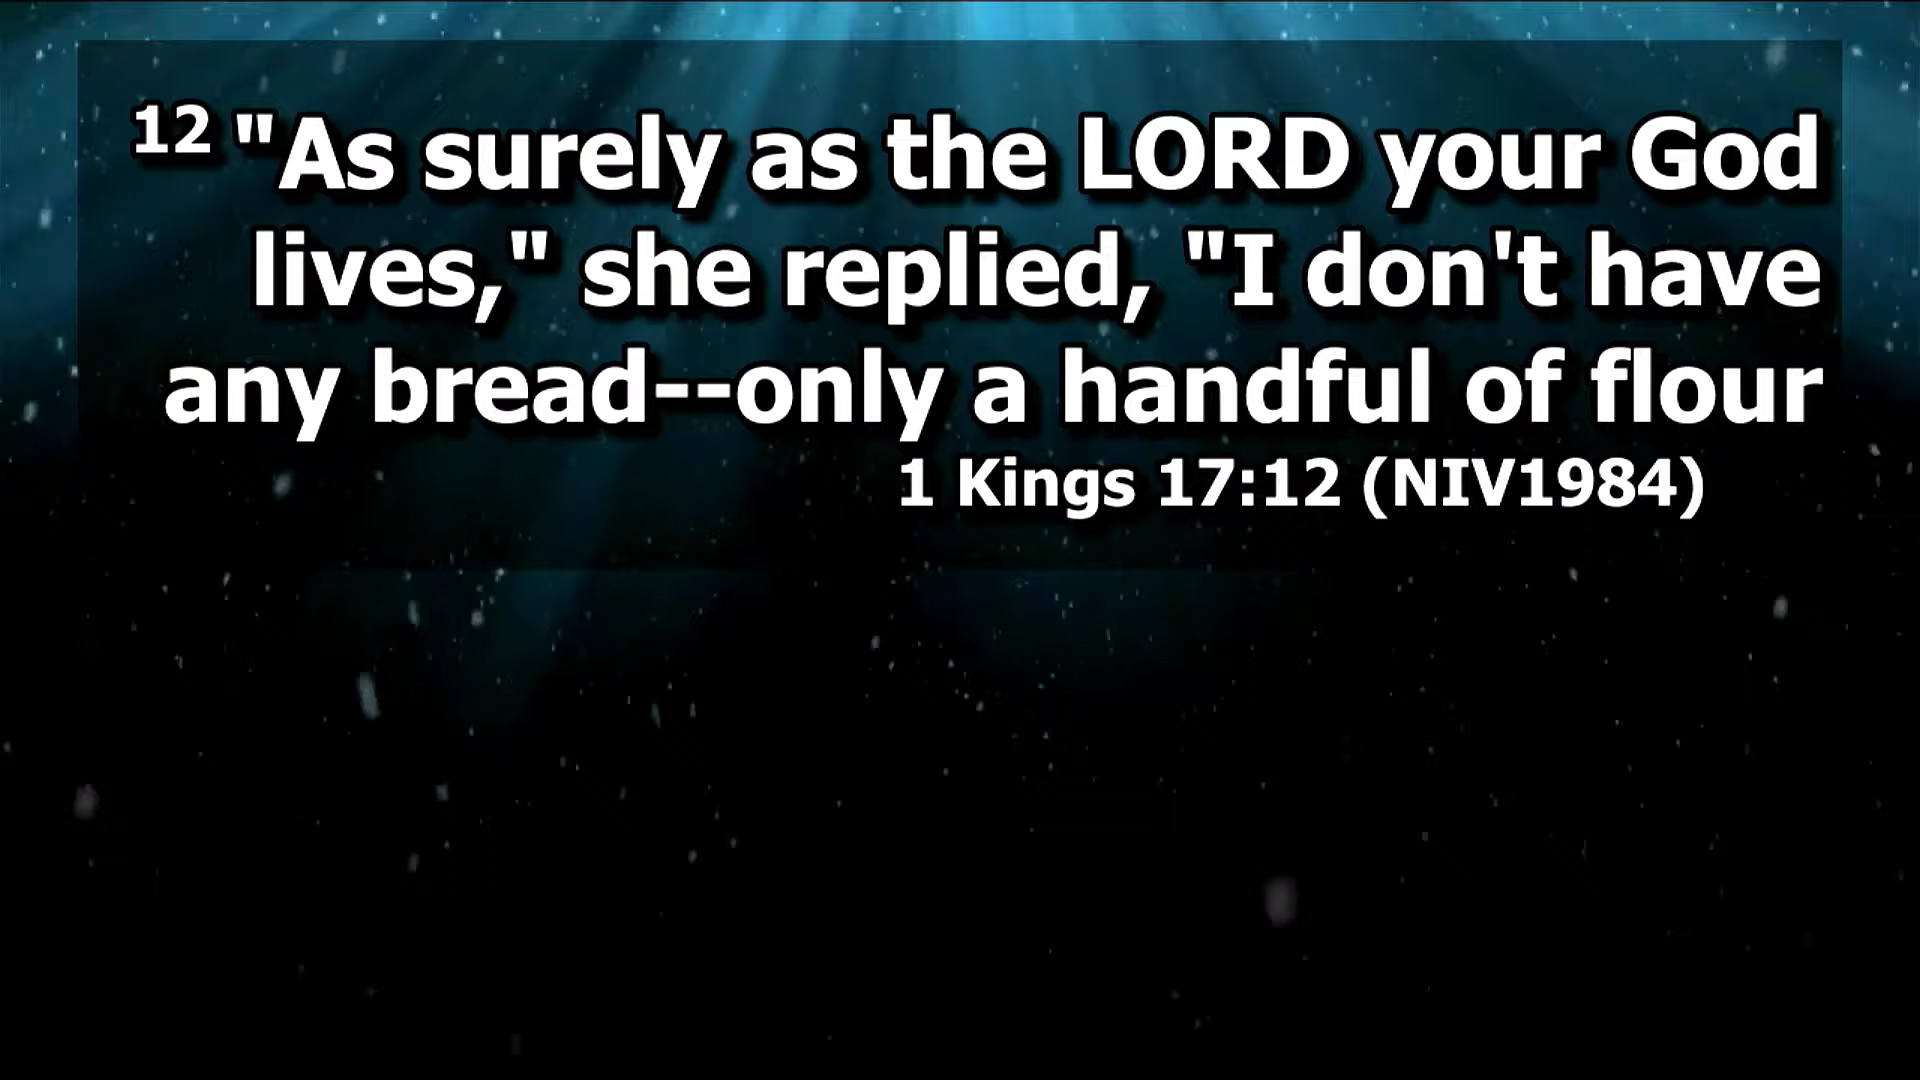 12 "As surely as the LORD your God
lives," she replied, "I don't have
any bread--only a handful of flour
1 Kings 17:12 (NIV1984)